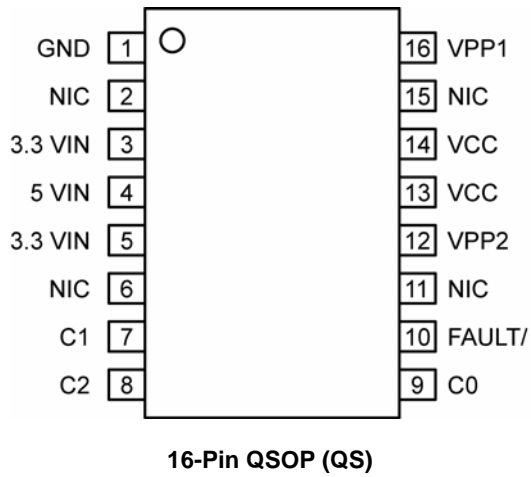 GND 1 16 VPP1
NIC 2 15 NIC
3.3 VIN 3 14 VCC
5 VIN 4 13 VCC
3.3 VIN 5 12 VPP2
NIC 6 11 NIC
C1 7 10 FAULT/
C2 8 9 C0
16-Pin QSOP (QS)